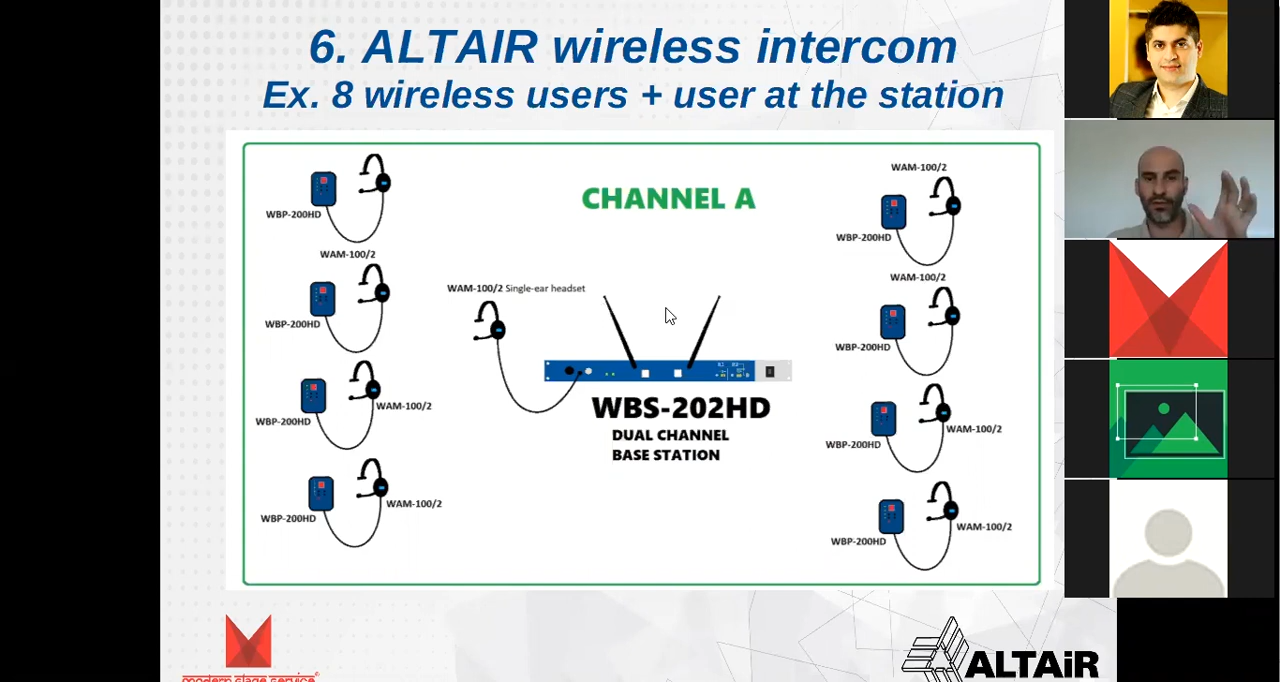 6. ALTAIR wireless intercom
Ex. 8 wireless users + user at the station
CHANNEL A
WBP-200HD
WAM-100/2
WBP-200HD
WBP-200HD
WAM-100/2
WBP-200HD
WAM-100/2
WAM-100/2 Single-ear headset
WBS-202HD
DUAL CHANNEL
BASE STATION
WAM-100/2
WBP-200HD
WAM-100/2
WBP-200HD
WAM-100/2
WBP-200HD
WAM-100/2
WBP-200HD
modern stage service
ALTAiR